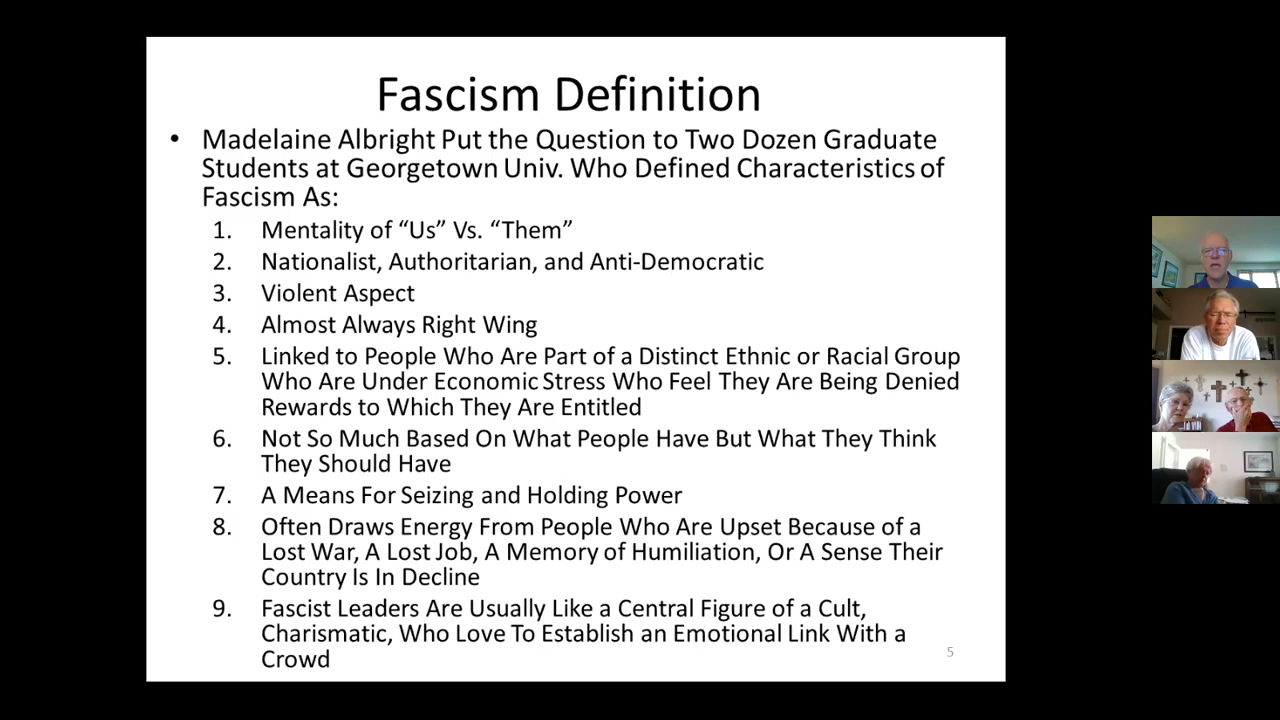 Fascism Definition
• Madelaine Albright Put the Question to Two Dozen Graduate
Students at Georgetown Univ. Who Defined Characteristics of
Fascism As:
1. Mentality of “Us” Vs. “Them”
2. Nationalist, Authoritarian, and Anti-Democratic
3. Violent Aspect
4. Almost Always Right Wing
5. Linked to People Who Are Part of a Distinct Ethnic or Racial Group
Who Are Under Economic Stress Who Feel They Are Being Denied
Rewards to Which They Are Entitled
6. Not So Much Based On What People Have But What They Think
They Should Have
7. A Means For Seizing and Holding Power
8. Often Draws Energy From People Who Are Upset Because of a
Lost War, A Lost Job, A Memory of Humiliation, Or A Sense Their
Country Is In Decline
9. Fascist Leaders Are Usually Like a Central Figure of a Cult,
Charismatic, Who Love To Establish an Emotional Link With a
Crowd
5